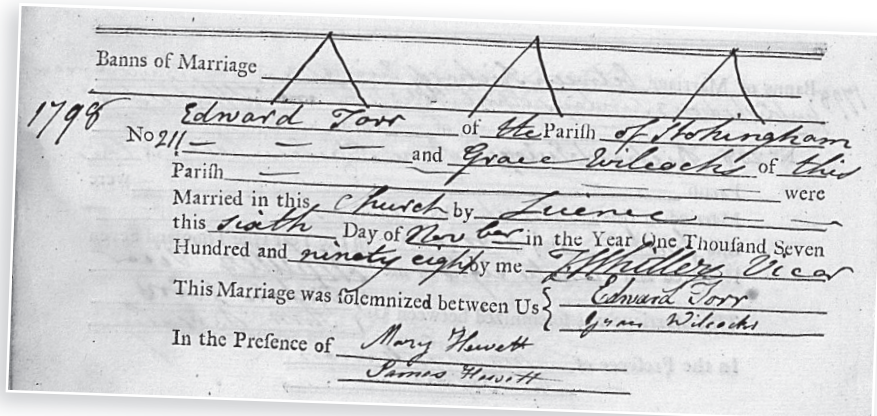 Banns of Marriage
1798
Edward Torr of the Pariſh of Hokingham
No 211 — — — and Grace Wilcocks of this
Pariſh — were
Married in this Church by Licence
this sixth Day of Novber in the Year One Thouſand Seven
Hundred and ninety eight by me Vicar
This Marriage was ſolemnized between Us { Edward Torr
Wilcocks
In the Preſence of Mary Hewett
James Hewitt